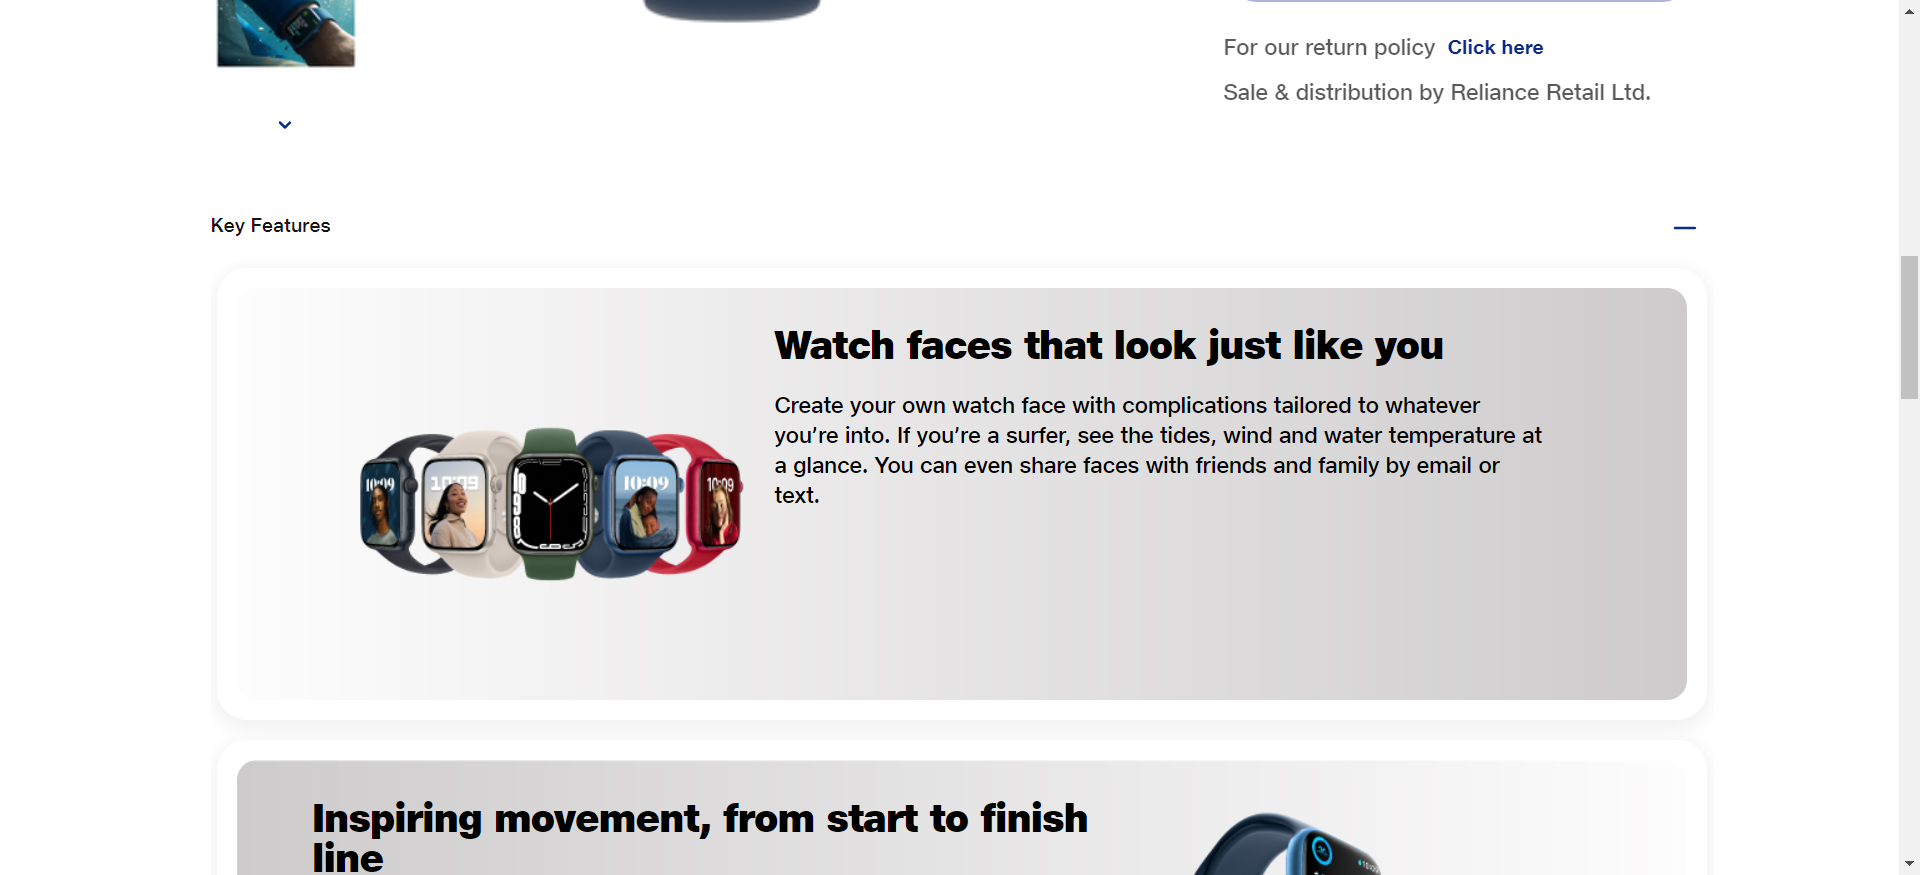 For our return policy Click here
Sale & distribution by Reliance Retail Ltd.
Key Features
Watch faces that look just like you
Create your own watch face with complications tailored to whatever
you’re into. If you’re a surfer, see the tides, wind and water temperature at
a glance. You can even share faces with friends and family by email or
text.
10:09
10:09
10:09
10:09
Inspiring movement, from start to finish
line